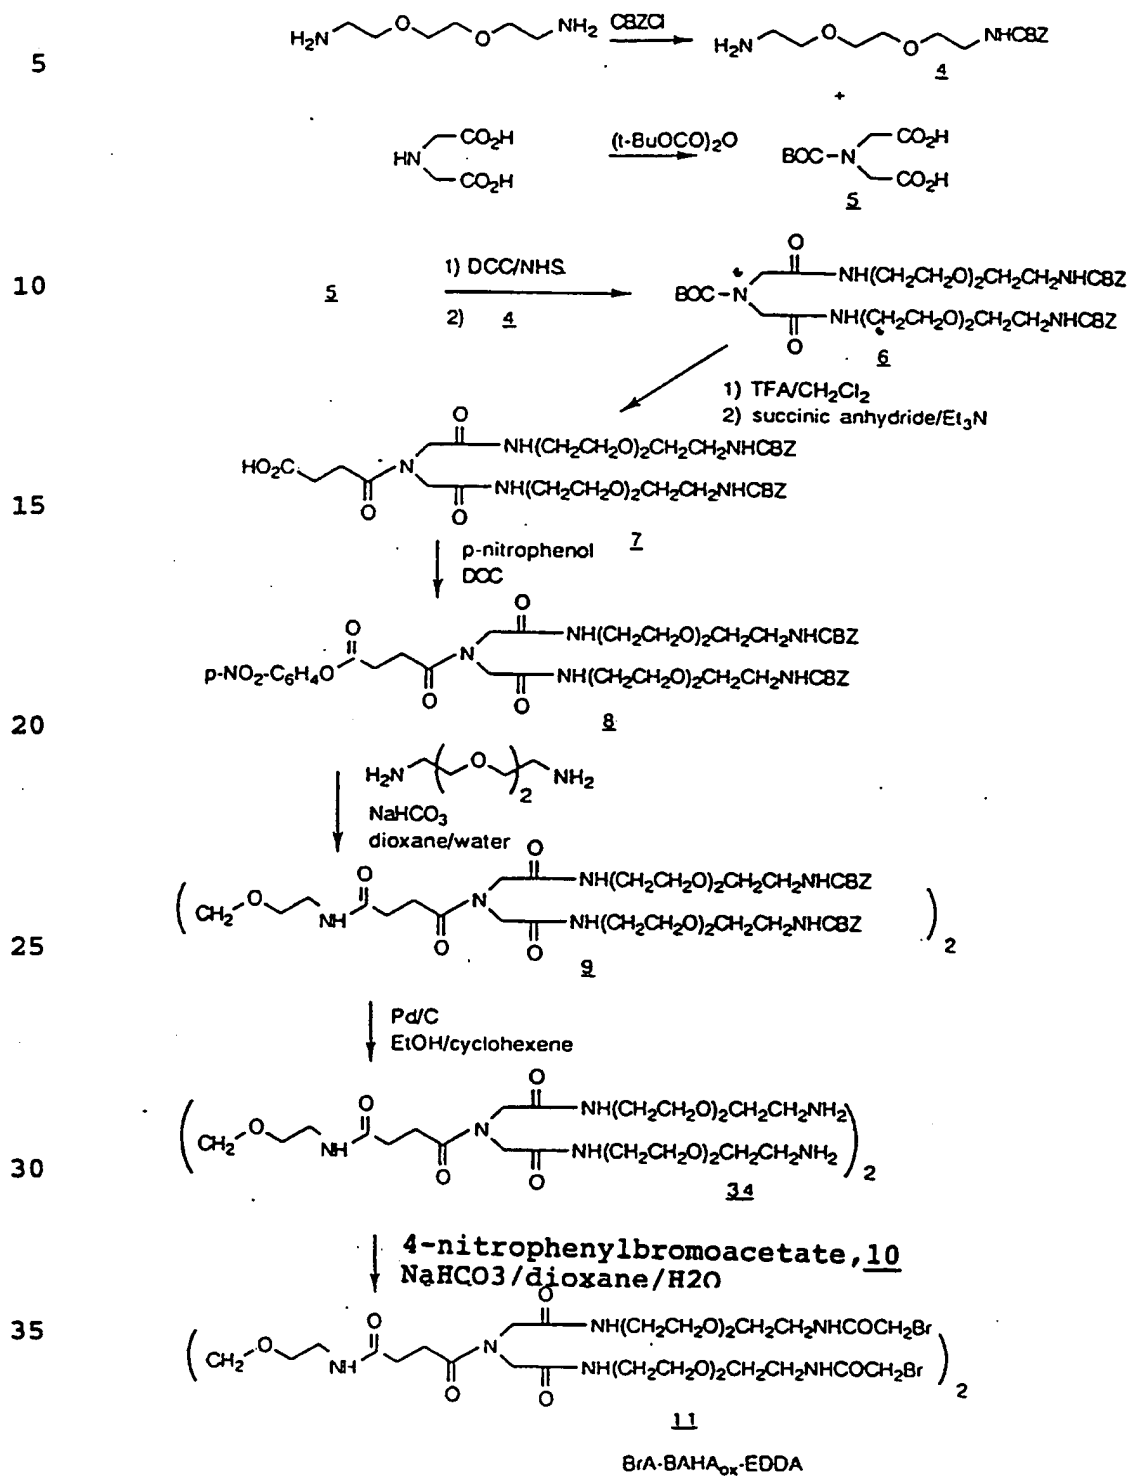 H2N O O NH2 CBZCl H2N O O NHCBZ
5
4
+
HN CO2H CO2H (t-BuOCO)2O BOC-N CO2H CO2H
5
10
5 1) DCC/NHS
2) 4
BOC-N O NH(CH2CH2O)2CH2CH2NHCBZ
O NH(CH2CH2O)2CH2CH2NHCBZ
6
1) TFA/CH2Cl2
2) succinic anhydride/Et3N
HO2C O N O NH(CH2CH2O)2CH2CH2NHCBZ
O NH(CH2CH2O)2CH2CH2NHCBZ
15
7
p-nitrophenol
DCC
p-NO2-C6H4O O O N O NH(CH2CH2O)2CH2CH2NHCBZ
O NH(CH2CH2O)2CH2CH2NHCBZ
8
20
H2N ( O )2 NH2
NaHCO3
dioxane/water
( CH2 O NH O O N O NH(CH2CH2O)2CH2CH2NHCBZ
O NH(CH2CH2O)2CH2CH2NHCBZ )2
25
9
Pd/C
EtOH/cyclohexene
( CH2 O NH O O N O NH(CH2CH2O)2CH2CH2NH2
O NH(CH2CH2O)2CH2CH2NH2 )2
30
34
4-nitrophenylbromoacetate, 10
NaHCO3/dioxane/H2O
35
( CH2 O NH O O N O NH(CH2CH2O)2CH2CH2NHCOCH2Br
O NH(CH2CH2O)2CH2CH2NHCOCH2Br )2
11
BrA-BAHAox-EDDA